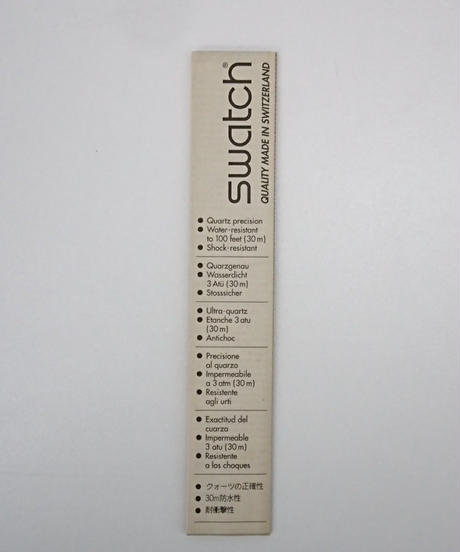 swatch®
QUALITY MADE IN SWITZERLAND
● Quartz precision
● Water-resistant
to 100 feet (30 m)
● Shock-resistant
● Quarzgenau
● Wasserdicht
3 Atü (30 m)
● Stosssicher
● Ultra-quartz
● Etanche 3 atu
(30 m)
● Antichoc
● Precisione
al quarzo
● Impermeabile
a 3 atm (30 m)
● Resistente
agli urti
● Exactitud del
cuarzo
● Impermeable
3 atu (30 m)
● Resistente
a los choques
● クォーツの正確性
● 30m防水性
● 耐衝撃性